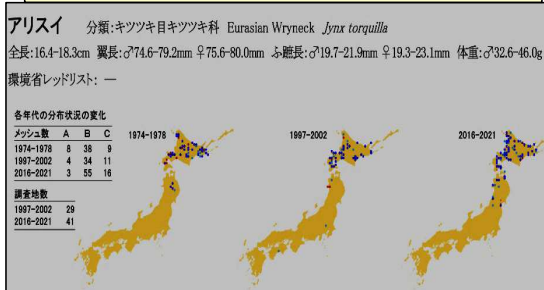 アリスイ 分類:キツツキ目キツツキ科 Eurasian Wryneck Jynx torquilla
全長:16.4-18.3cm 翼長:♂74.6-79.2mm ♀75.6-80.0mm ふ蹠長:♂19.7-21.9mm ♀19.3-23.1mm 体重:♂32.6-46.0g
環境省レッドリスト: ―
各年代の分布状況の変化
メッシュ数 A B C
1974-1978 8 38 9
1997-2002 4 34 11
2016-2021 3 55 16
調査地数
1997-2002 29
2016-2021 41
1974-1978
1997-2002
2016-2021